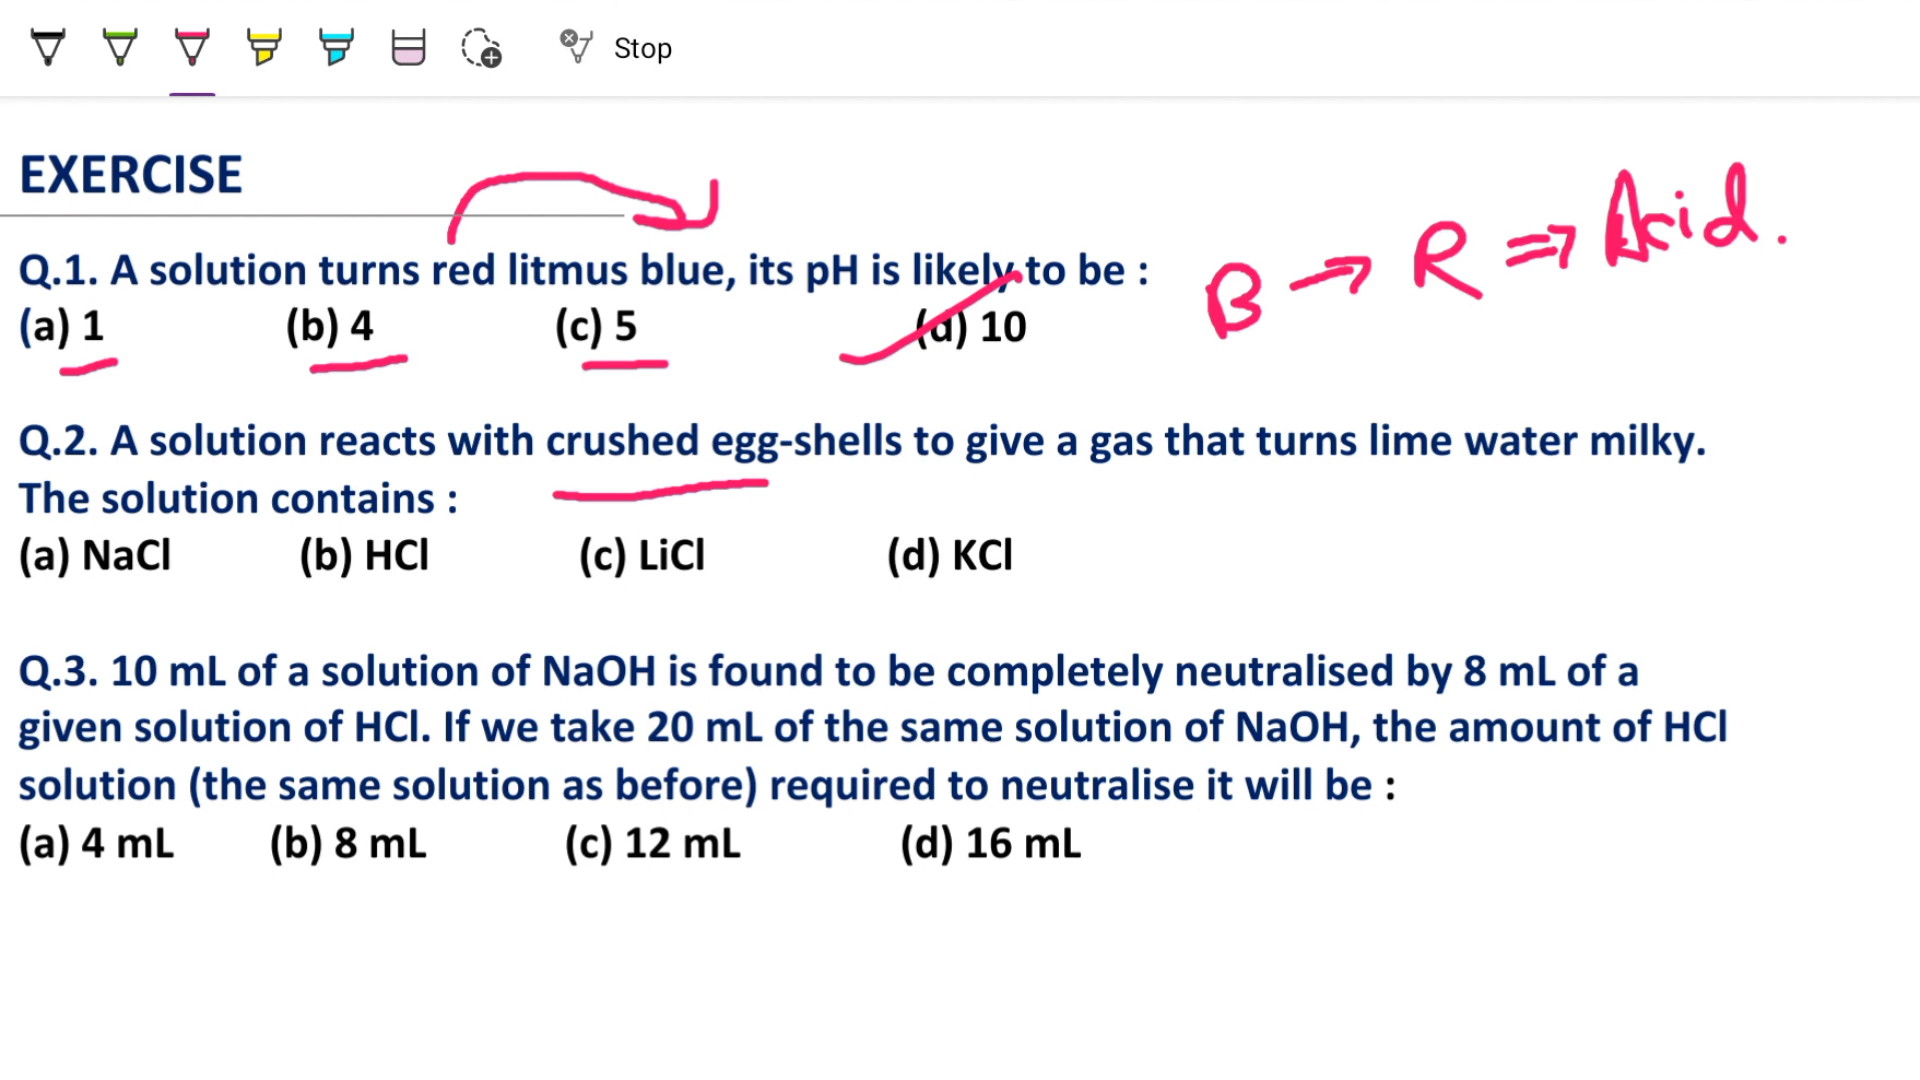 Stop
EXERCISE
B → R ⇒ Acid.
Q.1. A solution turns red litmus blue, its pH is likely to be :
(a) 1 (b) 4 (c) 5 (d) 10
Q.2. A solution reacts with crushed egg-shells to give a gas that turns lime water milky.
The solution contains :
(a) NaCl (b) HCl (c) LiCl (d) KCl
Q.3. 10 mL of a solution of NaOH is found to be completely neutralised by 8 mL of a
given solution of HCl. If we take 20 mL of the same solution of NaOH, the amount of HCl
solution (the same solution as before) required to neutralise it will be :
(a) 4 mL (b) 8 mL (c) 12 mL (d) 16 mL